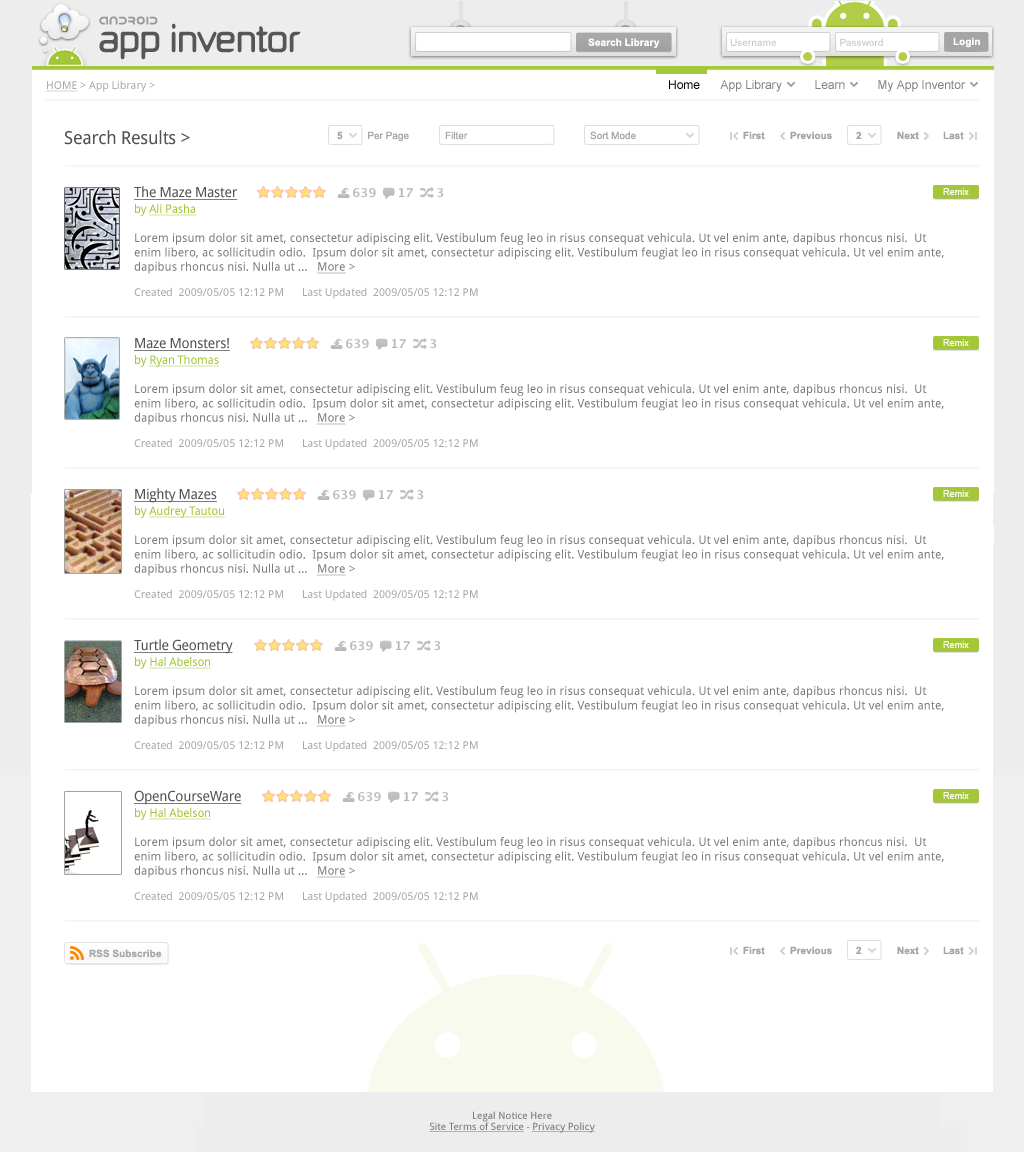 ANDROID
app inventor
Search Library
Username
Password
Login
HOME > App Library >
Home
App Library
Learn
My App Inventor
Search Results >
5 Per Page
Filter
Sort Mode
First
Previous
2
Next
Last
The Maze Master 639 17 3
Remix
by Ali Pasha
Lorem ipsum dolor sit amet, consectetur adipiscing elit. Vestibulum feug leo in risus consequat vehicula. Ut vel enim ante, dapibus rhoncus nisi. Ut
enim libero, ac sollicitudin odio. Ipsum dolor sit amet, consectetur adipiscing elit. Vestibulum feugiat leo in risus consequat vehicula. Ut vel enim ante,
dapibus rhoncus nisi. Nulla ut ... More >
Created 2009/05/05 12:12 PM Last Updated 2009/05/05 12:12 PM
Maze Monsters! 639 17 3
Remix
by Ryan Thomas
Lorem ipsum dolor sit amet, consectetur adipiscing elit. Vestibulum feug leo in risus consequat vehicula. Ut vel enim ante, dapibus rhoncus nisi. Ut
enim libero, ac sollicitudin odio. Ipsum dolor sit amet, consectetur adipiscing elit. Vestibulum feugiat leo in risus consequat vehicula. Ut vel enim ante,
dapibus rhoncus nisi. Nulla ut ... More >
Created 2009/05/05 12:12 PM Last Updated 2009/05/05 12:12 PM
Mighty Mazes 639 17 3
Remix
by Audrey Tautou
Lorem ipsum dolor sit amet, consectetur adipiscing elit. Vestibulum feug leo in risus consequat vehicula. Ut vel enim ante, dapibus rhoncus nisi. Ut
enim libero, ac sollicitudin odio. Ipsum dolor sit amet, consectetur adipiscing elit. Vestibulum feugiat leo in risus consequat vehicula. Ut vel enim ante,
dapibus rhoncus nisi. Nulla ut ... More >
Created 2009/05/05 12:12 PM Last Updated 2009/05/05 12:12 PM
Turtle Geometry 639 17 3
Remix
by Hal Abelson
Lorem ipsum dolor sit amet, consectetur adipiscing elit. Vestibulum feug leo in risus consequat vehicula. Ut vel enim ante, dapibus rhoncus nisi. Ut
enim libero, ac sollicitudin odio. Ipsum dolor sit amet, consectetur adipiscing elit. Vestibulum feugiat leo in risus consequat vehicula. Ut vel enim ante,
dapibus rhoncus nisi. Nulla ut ... More >
Created 2009/05/05 12:12 PM Last Updated 2009/05/05 12:12 PM
OpenCourseWare 639 17 3
Remix
by Hal Abelson
Lorem ipsum dolor sit amet, consectetur adipiscing elit. Vestibulum feug leo in risus consequat vehicula. Ut vel enim ante, dapibus rhoncus nisi. Ut
enim libero, ac sollicitudin odio. Ipsum dolor sit amet, consectetur adipiscing elit. Vestibulum feugiat leo in risus consequat vehicula. Ut vel enim ante,
dapibus rhoncus nisi. Nulla ut ... More >
Created 2009/05/05 12:12 PM Last Updated 2009/05/05 12:12 PM
RSS Subscribe
First
Previous
2
Next
Last
Legal Notice Here
Site Terms of Service - Privacy Policy